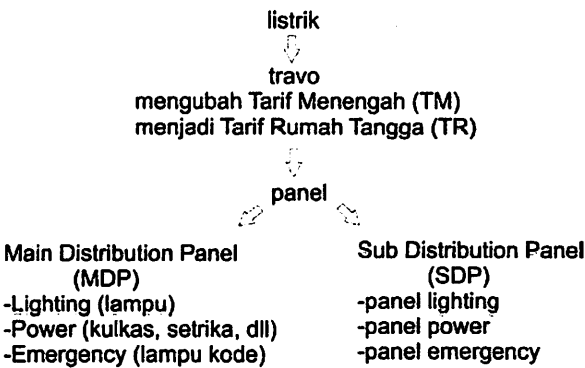 listrik
travo
mengubah Tarif Menengah (TM)
menjadi Tarif Rumah Tangga (TR)
panel
Main Distribution Panel
(MDP)
-Lighting (lampu)
-Power (kulkas, setrika, dll)
-Emergency (lampu kode)
Sub Distribution Panel
(SDP)
-panel lighting
-panel power
-panel emergency